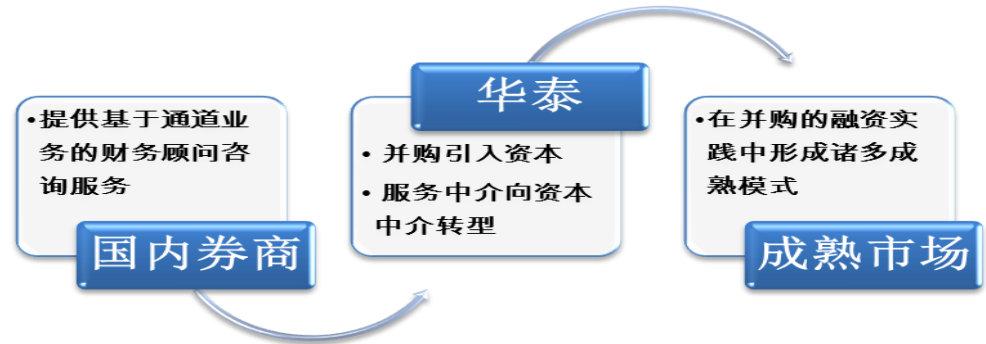 •提供基于通道业
务的财务顾问咨
询服务
国内券商
华泰
• 并购引入资本
• 服务中介向资本
中介转型
•在并购的融资实
践中形成诸多成
熟模式
成熟市场